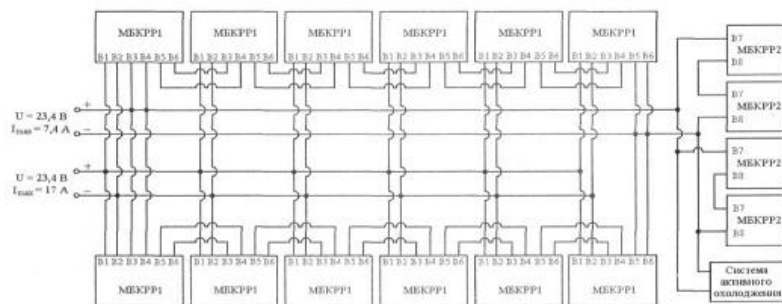 МБКРР1 МБКРР1 МБКРР1 МБКРР1 МБКРР1 МБКРР1
В1 В2 В3 В4 В5 В6 В1 В2 В3 В4 В5 В6 В1 В2 В3 В4 В5 В6 В1 В2 В3 В4 В5 В6 В1 В2 В3 В4 В5 В6 В1 В2 В3 В4 В5 В6
В7
МБКРР2
В8
В7
МБКРР2
В8
+
U = 23,4 В
Imax = 7,4 А
−
В7
МБКРР2
В8
+
U = 23,4 В
Imax = 17 А
−
В7
МБКРР2
В8
В1 В2 В3 В4 В5 В6 В1 В2 В3 В4 В5 В6 В1 В2 В3 В4 В5 В6 В1 В2 В3 В4 В5 В6 В1 В2 В3 В4 В5 В6 В1 В2 В3 В4 В5 В6
МБКРР1 МБКРР1 МБКРР1 МБКРР1 МБКРР1 МБКРР1
Система
активного
охолодження